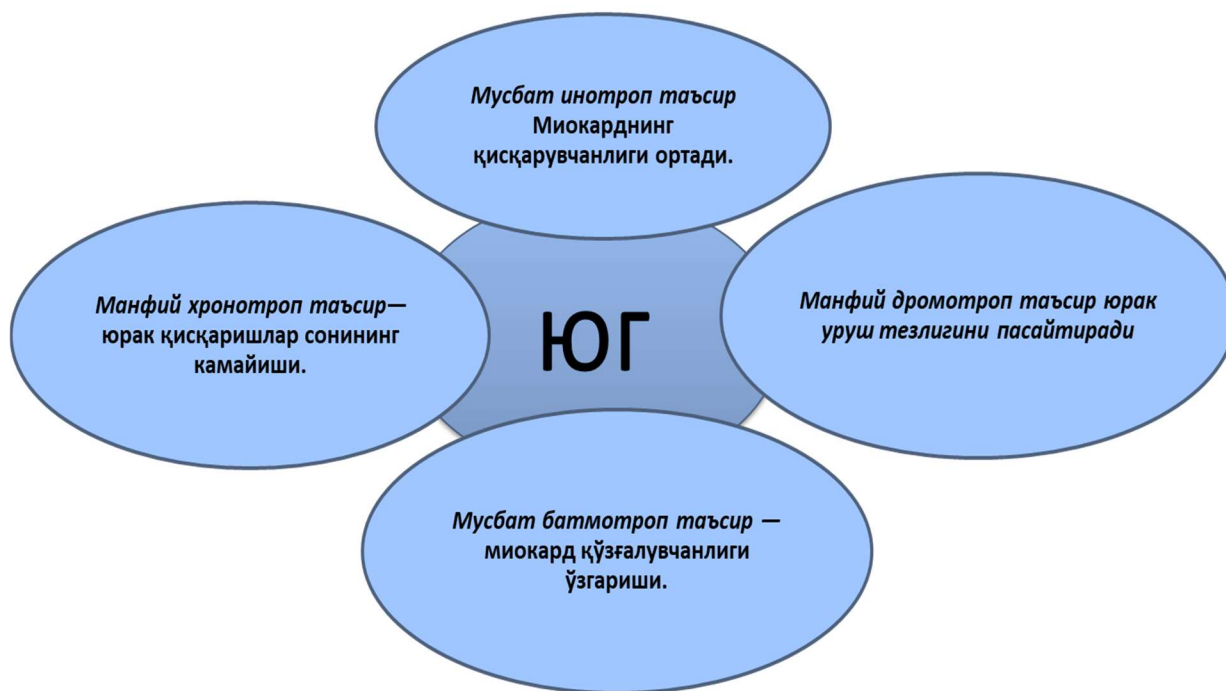 Мусбат инотроп таъсир
Миокарднинг
қисқарувчанлиги ортади.
Манфий хронотроп таъсир—
юрак қисқаришлар сонининг
камайиши.
ЮГ
Манфий дромотроп таъсир юрак
уруш тезлигини пасайтиради
Мусбат батмотроп таъсир —
миокард қўзғалувчанлиги
ўзгариши.